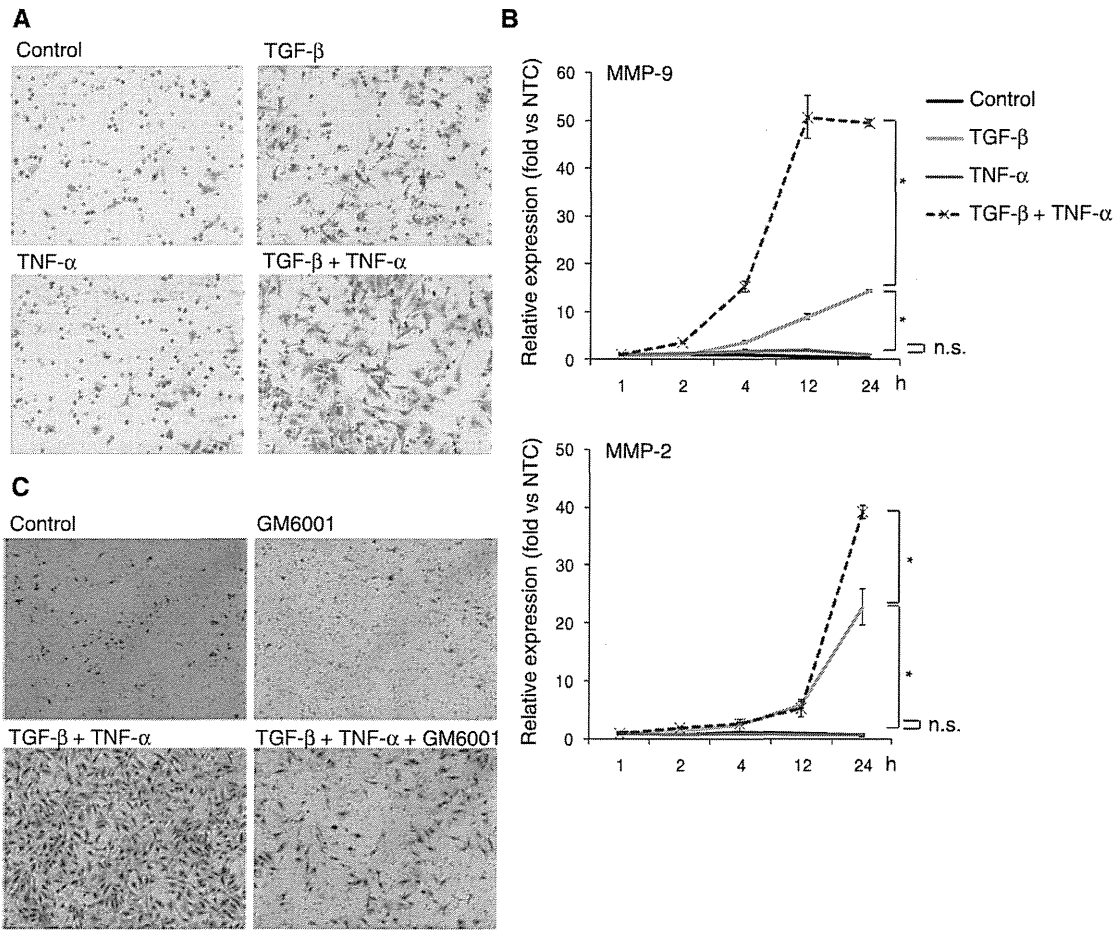 A
Control
TGF-β
TNF-α
TGF-β + TNF-α
B
MMP-9
Relative expression (fold vs NTC)
60
50
40
30
20
10
0
1 2 4 12 24 h
Control
TGF-β
TNF-α
TGF-β + TNF-α
*
*
n.s.
MMP-2
Relative expression (fold vs NTC)
50
40
30
20
10
0
1 2 4 12 24 h
*
*
n.s.
C
Control
GM6001
TGF-β + TNF-α
TGF-β + TNF-α + GM6001